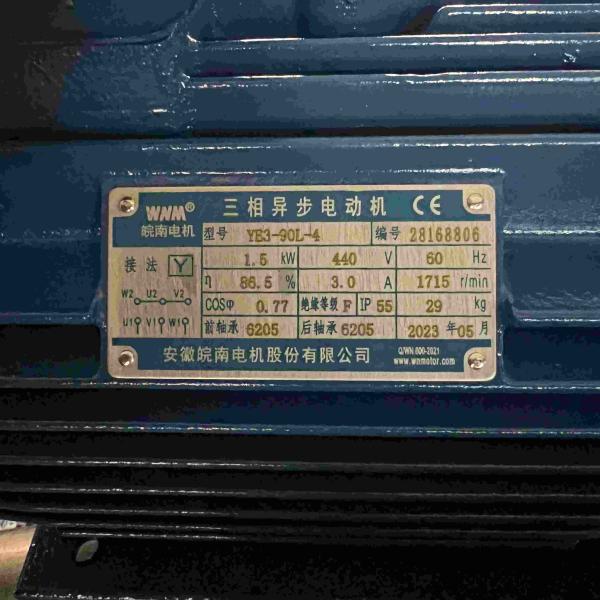 WNM® 三相异步电动机 CE
皖南电机 型号 YE3-90L-4 编号 28168806
接法 Y 1.5 kW 440 V 60 Hz
η 86.5 % 3.0 A 1715 r/min
W2 U2 V2 COSΦ 0.77 绝缘等级 F IP 55 29 kg
U1 V1 W1 前轴承 6205 后轴承 6205 2023 年 05 月
安徽皖南电机股份有限公司 Q/WN 600-2021
www.wnmotor.com